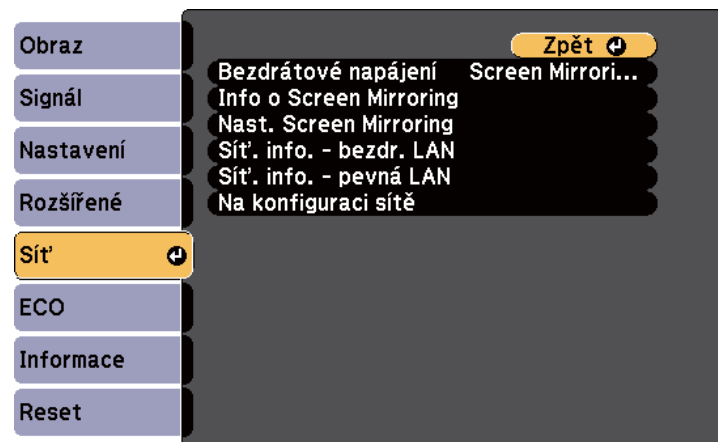 Obraz
Signál
Nastavení
Rozšířené
Síť
ECO
Informace
Reset
Zpět
Bezdrátové napájení Screen Mirrori...
Info o Screen Mirroring
Nast. Screen Mirroring
Síť. info. - bezdr. LAN
Síť. info. - pevná LAN
Na konfiguraci sítě